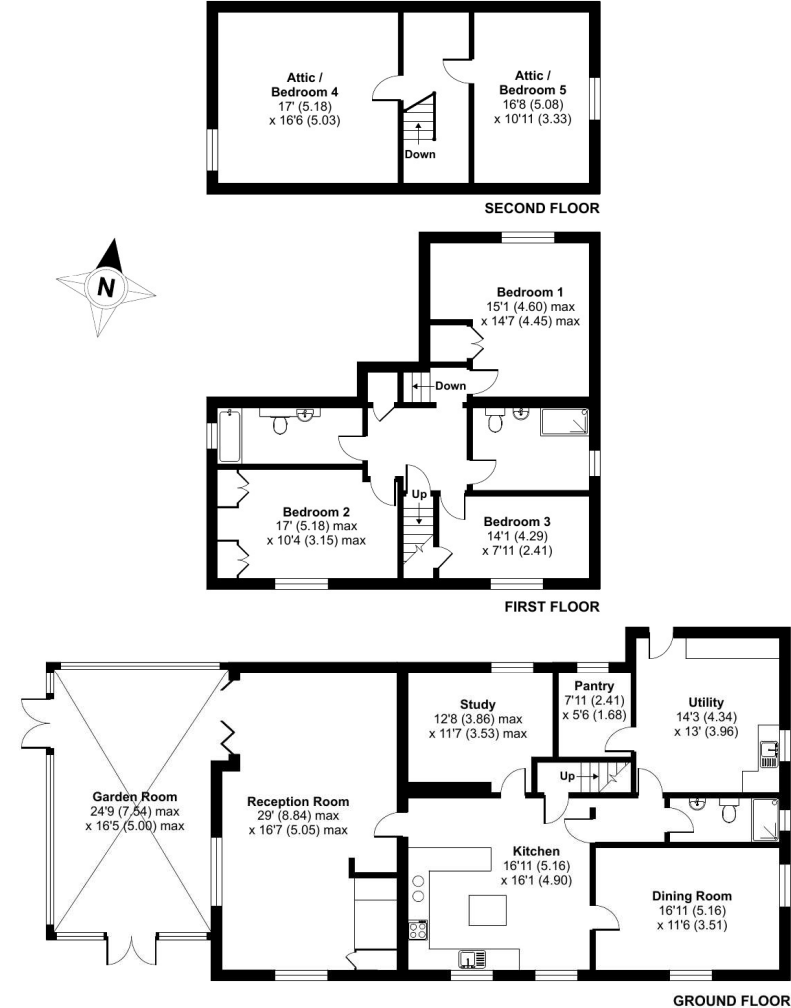 Attic /
Bedroom 4
17' (5.18)
x 16'6 (5.03)
Attic /
Bedroom 5
16'8 (5.08)
x 10'11 (3.33)
Down
SECOND FLOOR
N
Bedroom 1
15'1 (4.60) max
x 14'7 (4.45) max
Down
Up
Bedroom 2
17' (5.18) max
x 10'4 (3.15) max
Bedroom 3
14'1 (4.29)
x 7'11 (2.41)
FIRST FLOOR
Garden Room
24'9 (7.54) max
x 16'5 (5.00) max
Reception Room
29' (8.84) max
x 16'7 (5.05) max
Study
12'8 (3.86) max
x 11'7 (3.53) max
Pantry
7'11 (2.41)
x 5'6 (1.68)
Utility
14'3 (4.34)
x 13' (3.96)
Up
Kitchen
16'11 (5.16)
x 16'1 (4.90)
Dining Room
16'11 (5.16)
x 11'6 (3.51)
GROUND FLOOR